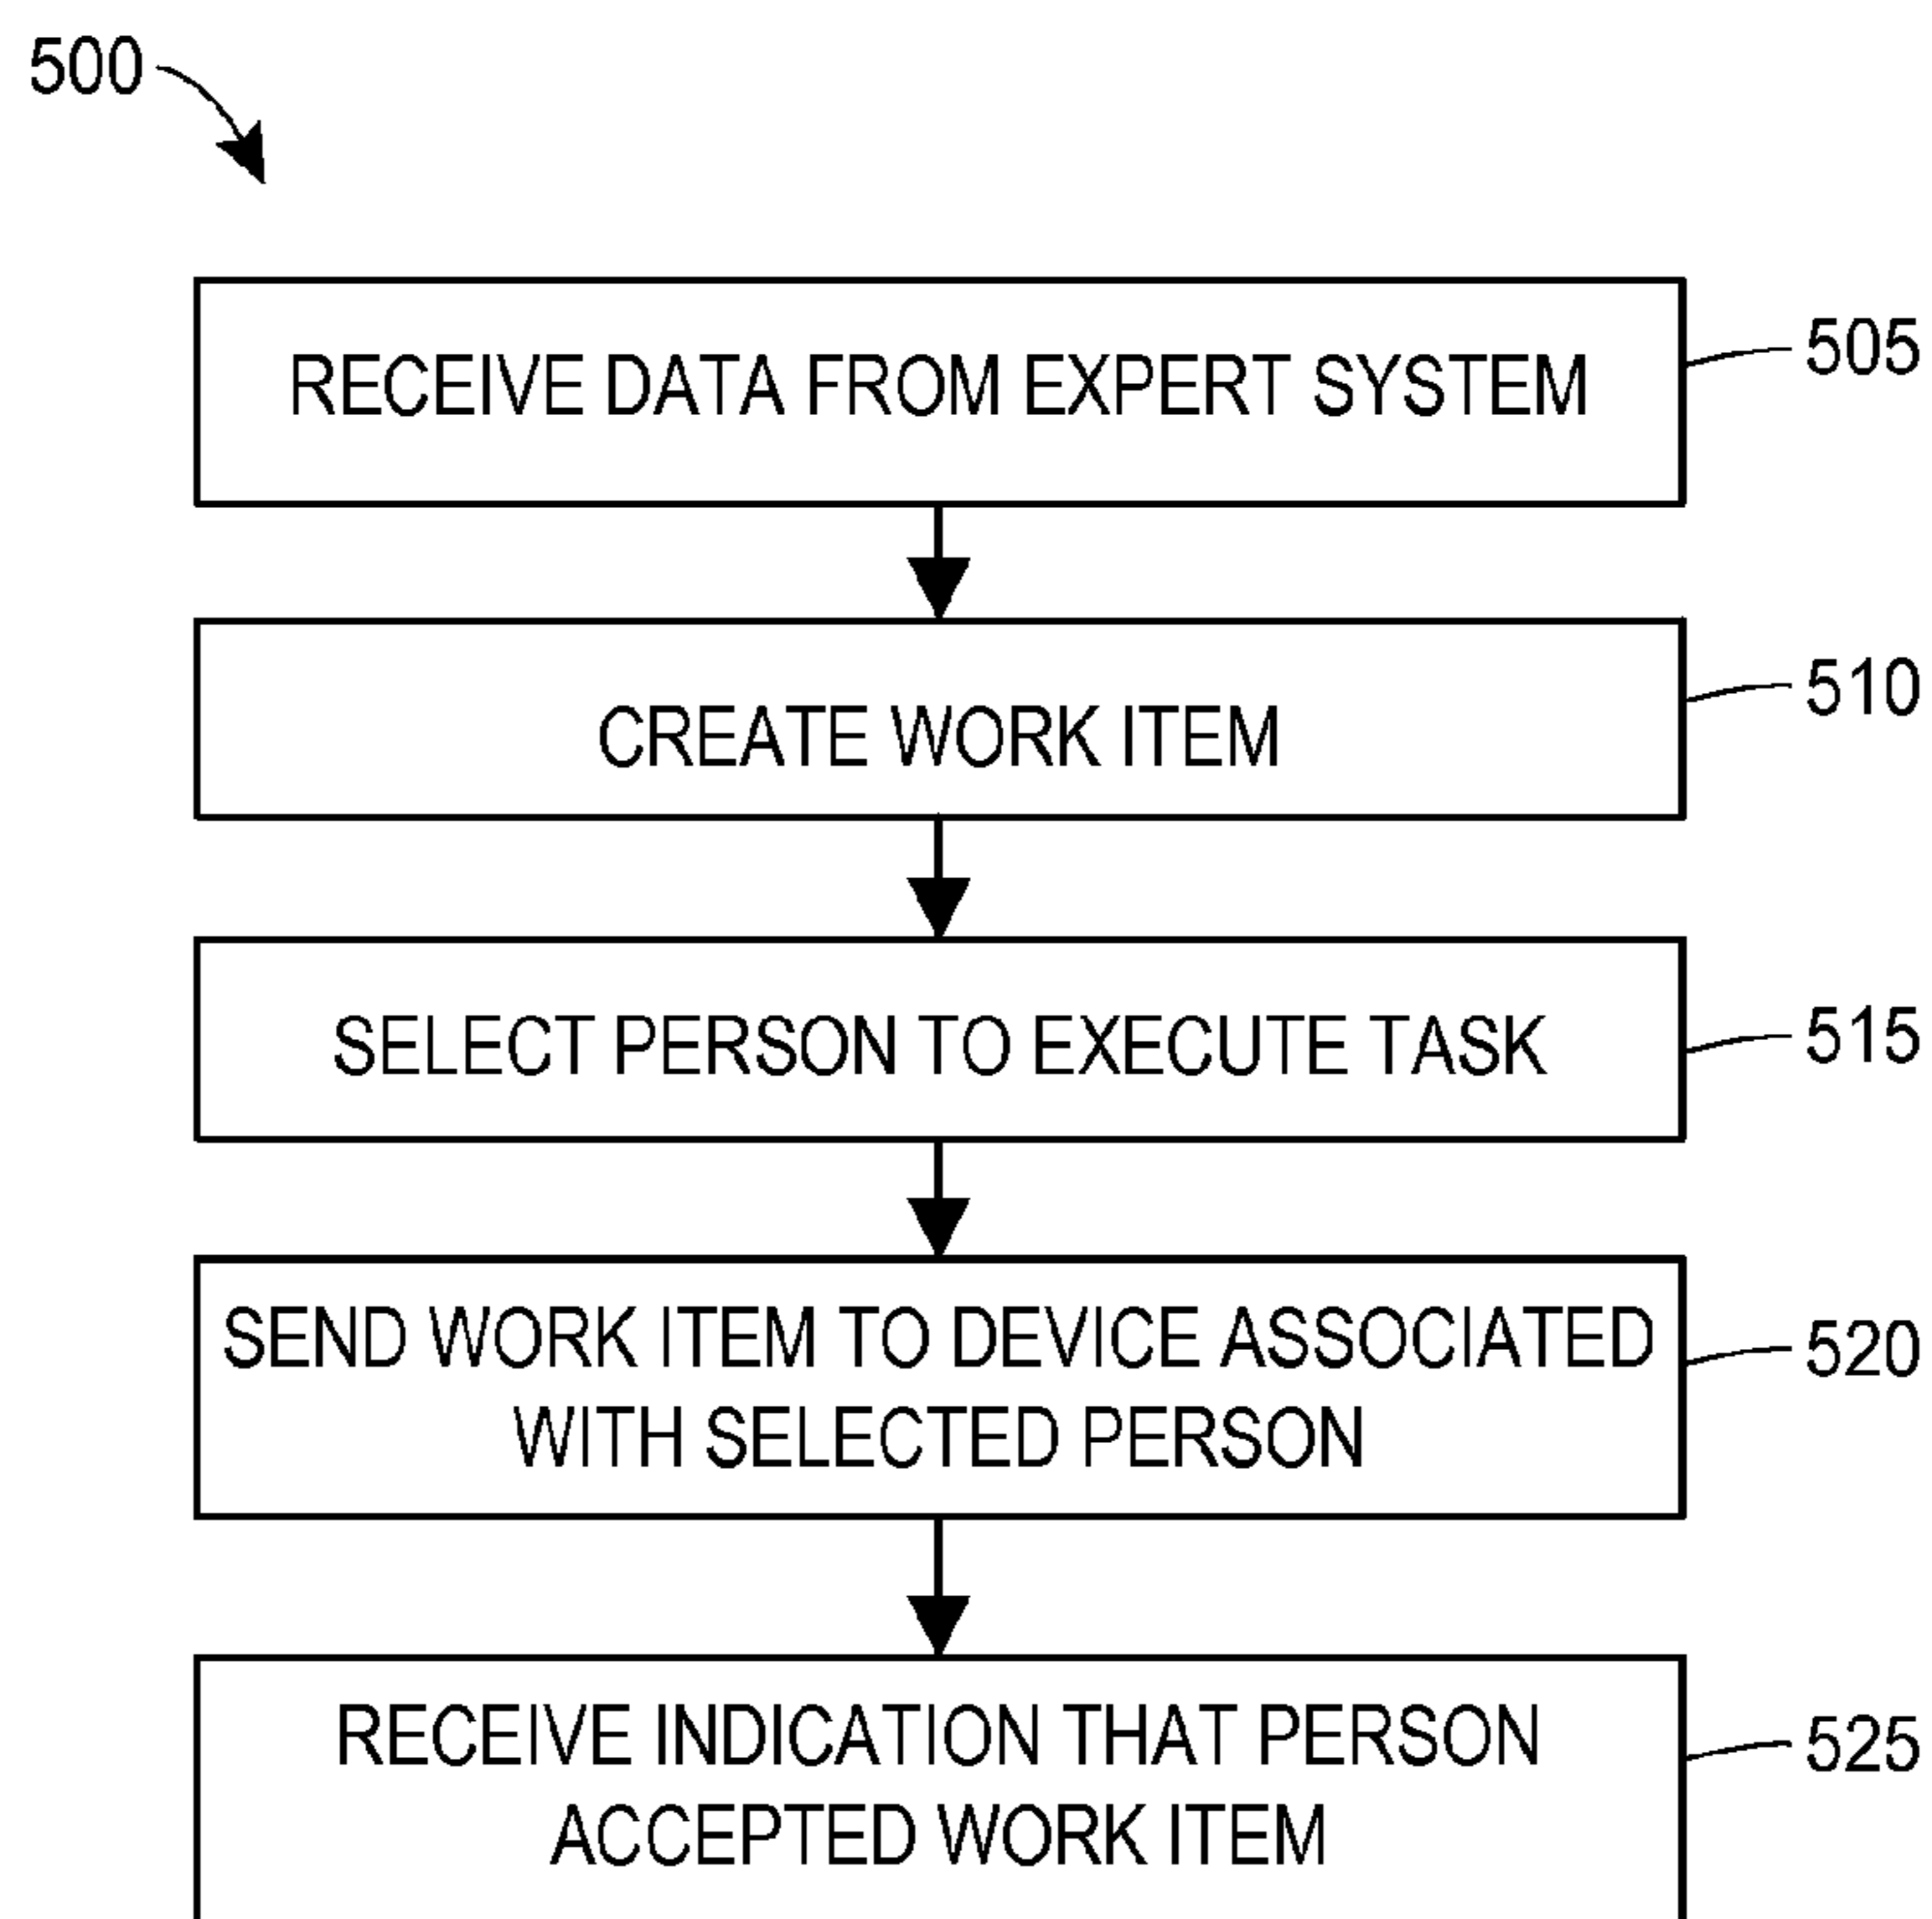 500
RECEIVE DATA FROM EXPERT SYSTEM
505
CREATE WORK ITEM
510
SELECT PERSON TO EXECUTE TASK
515
SEND WORK ITEM TO DEVICE ASSOCIATED
WITH SELECTED PERSON
520
RECEIVE INDICATION THAT PERSON
ACCEPTED WORK ITEM
525